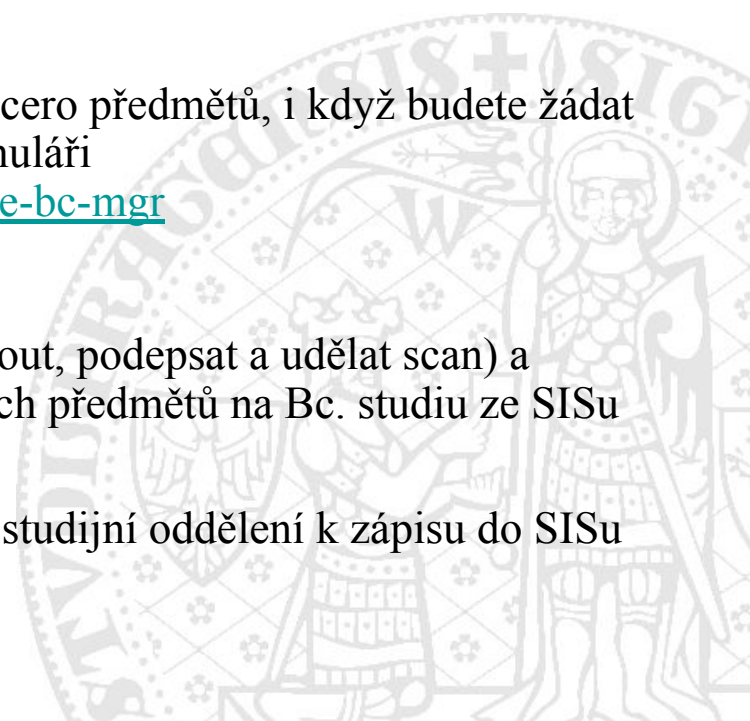 cero předmětů, i když budete žádat
nuláři
e-bc-mgr
out, podepsat a udělat scan) a
ch předmětů na Bc. studiu ze SISu
studijní oddělení k zápisu do SISu